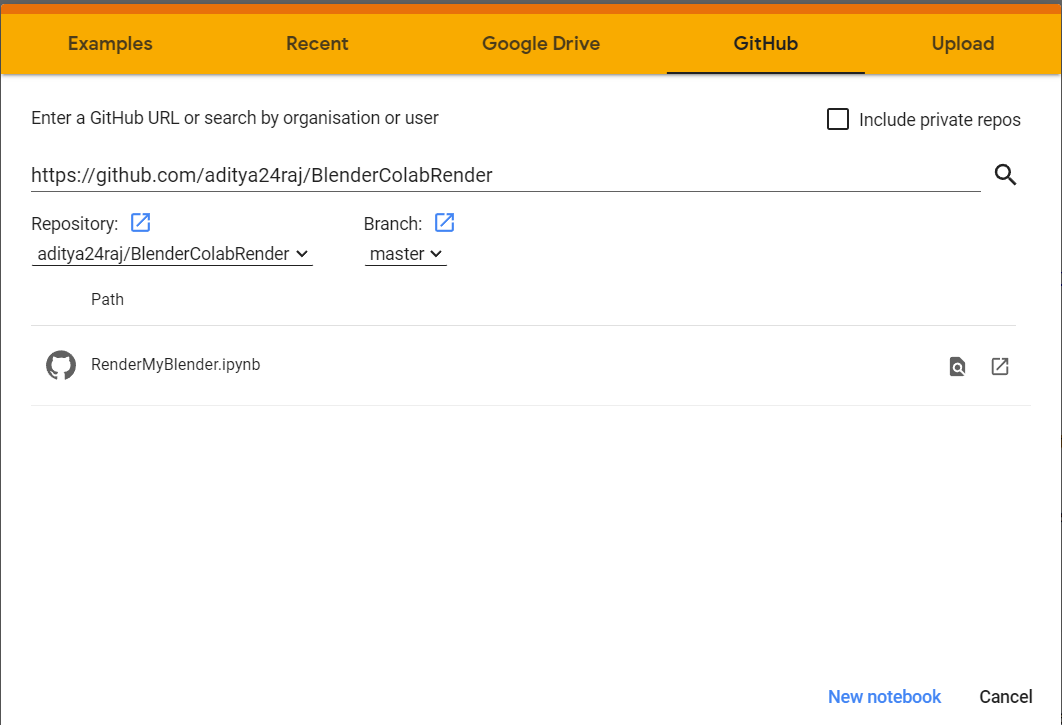 Examples Recent Google Drive GitHub Upload
Enter a GitHub URL or search by organisation or user Include private repos
https://github.com/aditya24raj/BlenderColabRender
Repository: Branch:
aditya24raj/BlenderColabRender master
Path
RenderMyBlender.ipynb
New notebook Cancel